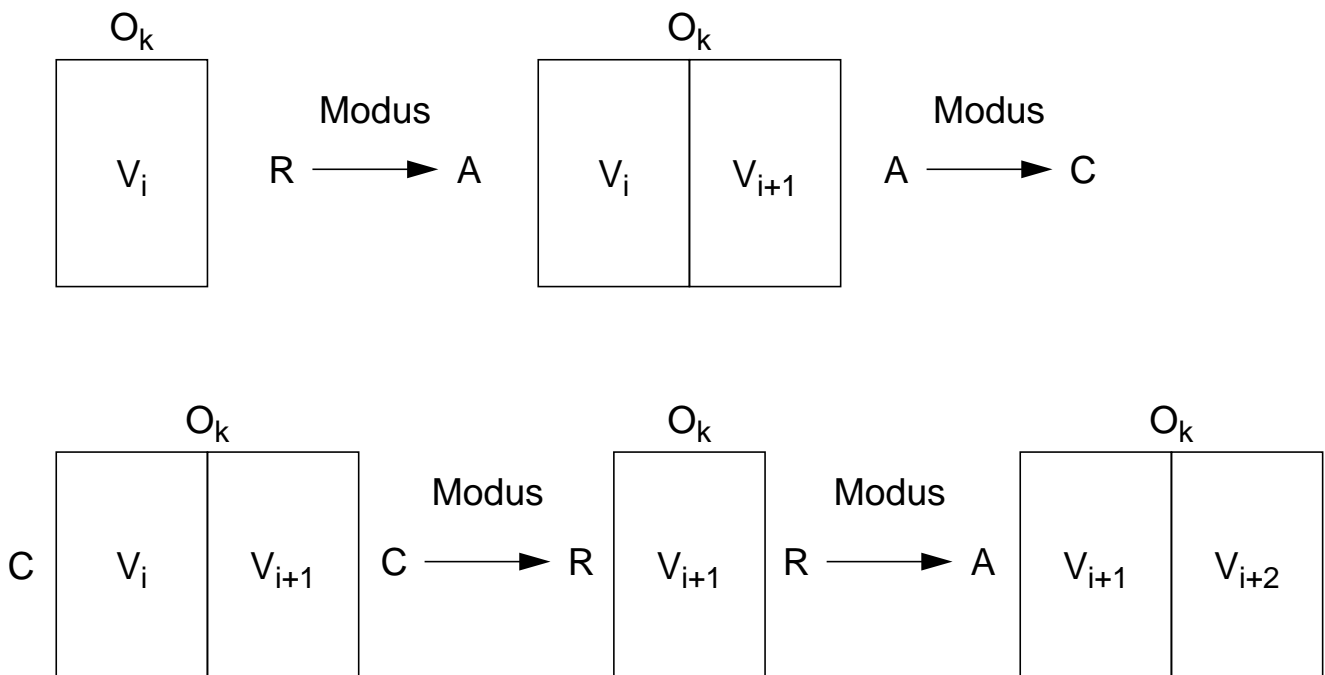 O_k O_k
Modus Modus
V_i R A V_i V_{i+1} A C
O_k O_k O_k
Modus Modus
C V_i V_{i+1} C R V_{i+1} R A V_{i+1} V_{i+2}